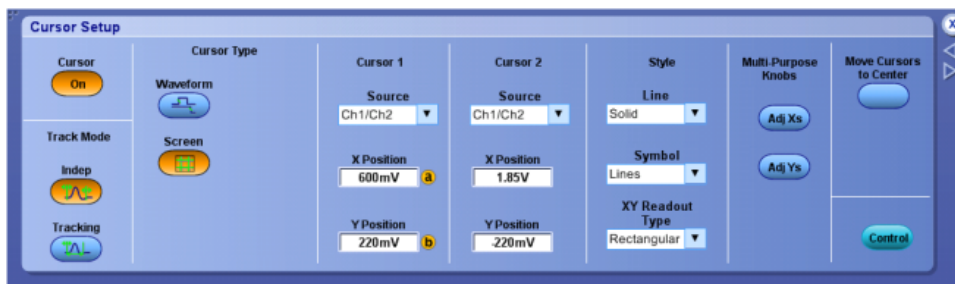 Cursor Setup
X
Cursor
On
Track Mode
Indep
Tracking
Cursor Type
Waveform
Screen
Cursor 1
Source
Ch1/Ch2
X Position
600mV
a
Y Position
220mV
b
Cursor 2
Source
Ch1/Ch2
X Position
1.85V
Y Position
-220mV
Style
Line
Solid
Symbol
Lines
XY Readout
Type
Rectangular
Multi-Purpose
Knobs
Adj Xs
Adj Ys
Move Cursors
to Center
Control